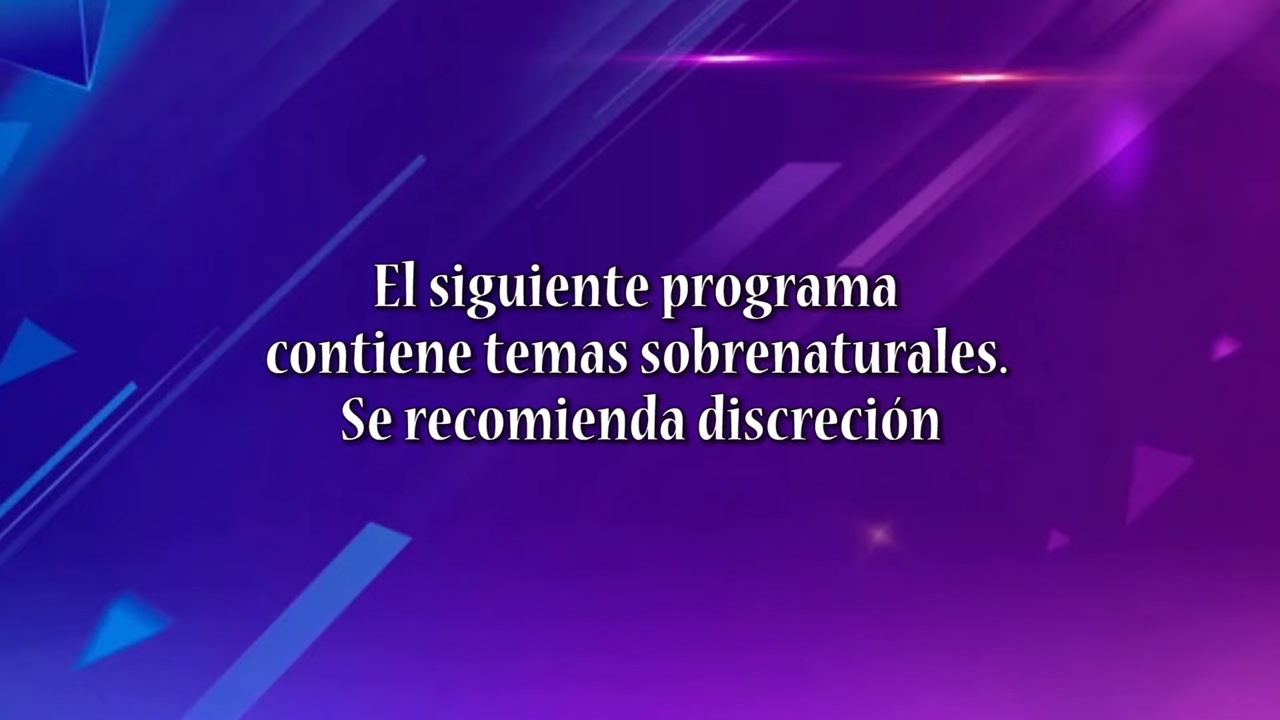 El siguiente programa
contiene temas sobrenaturales.
Se recomienda discreción